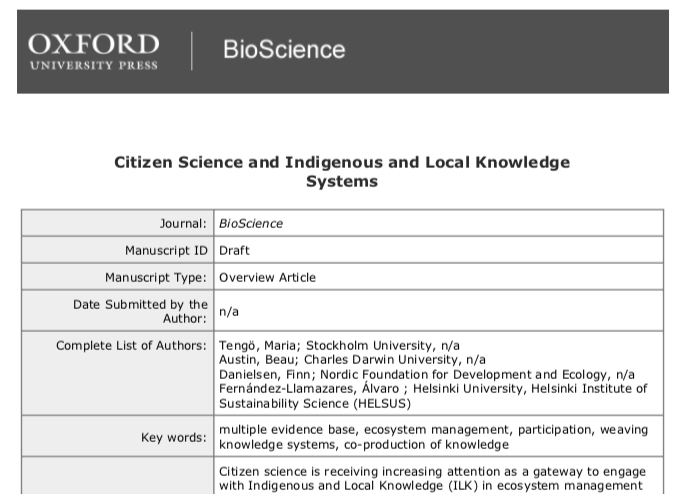 OXFORD
UNIVERSITY PRESS
BioScience
Citizen Science and Indigenous and Local Knowledge
Systems
Journal: BioScience
Manuscript ID Draft
Manuscript Type: Overview Article
Date Submitted by the
Author: n/a
Complete List of Authors: Tengö, Maria; Stockholm University, n/a
Austin, Beau; Charles Darwin University, n/a
Danielsen, Finn; Nordic Foundation for Development and Ecology, n/a
Fernández-Llamazares, Álvaro ; Helsinki University, Helsinki Institute of
Sustainability Science (HELSUS)
Key words: multiple evidence base, ecosystem management, participation, weaving
knowledge systems, co-production of knowledge
Citizen science is receiving increasing attention as a gateway to engage
with Indigenous and Local Knowledge (ILK) in ecosystem management